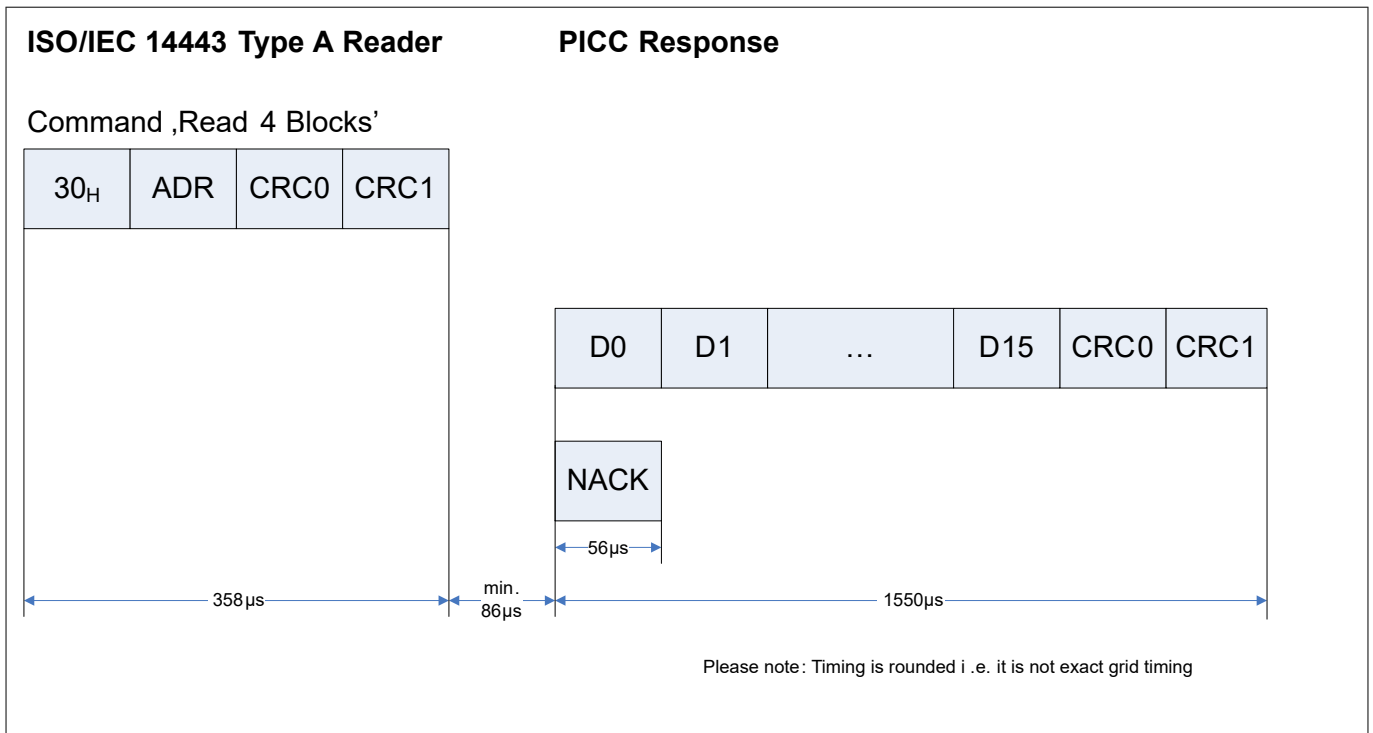 ISO/IEC 14443 Type A Reader PICC Response
Command ‚Read 4 Blocks’
30H ADR CRC0 CRC1
D0 D1 … D15 CRC0 CRC1
NACK
56µs
358µs min. 86µs 1550µs
Please note: Timing is rounded i .e. it is not exact grid timing